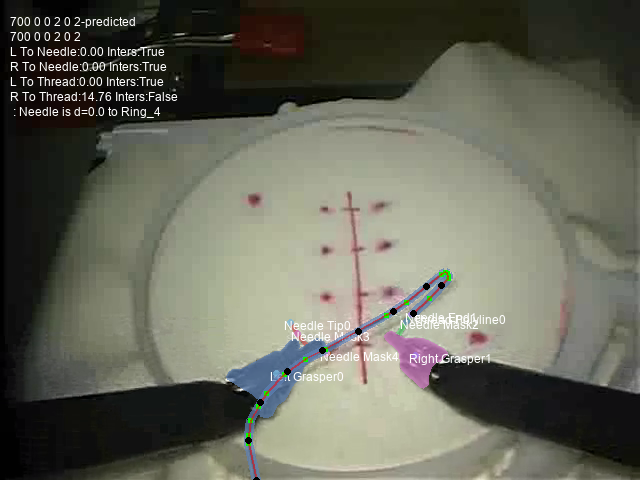 700 0 0 2 0 2-predicted
700 0 0 2 0 2
L To Needle:0.00 Inters:True
R To Needle:0.00 Inters:True
L To Thread:0.00 Inters:True
R To Thread:14.76 Inters:False
: Needle is d=0.0 to Ring_4
Needle Tip0
Needle Mask2
Needle Mask3
Needle Mask4
Right Grasper1
Left Grasper0